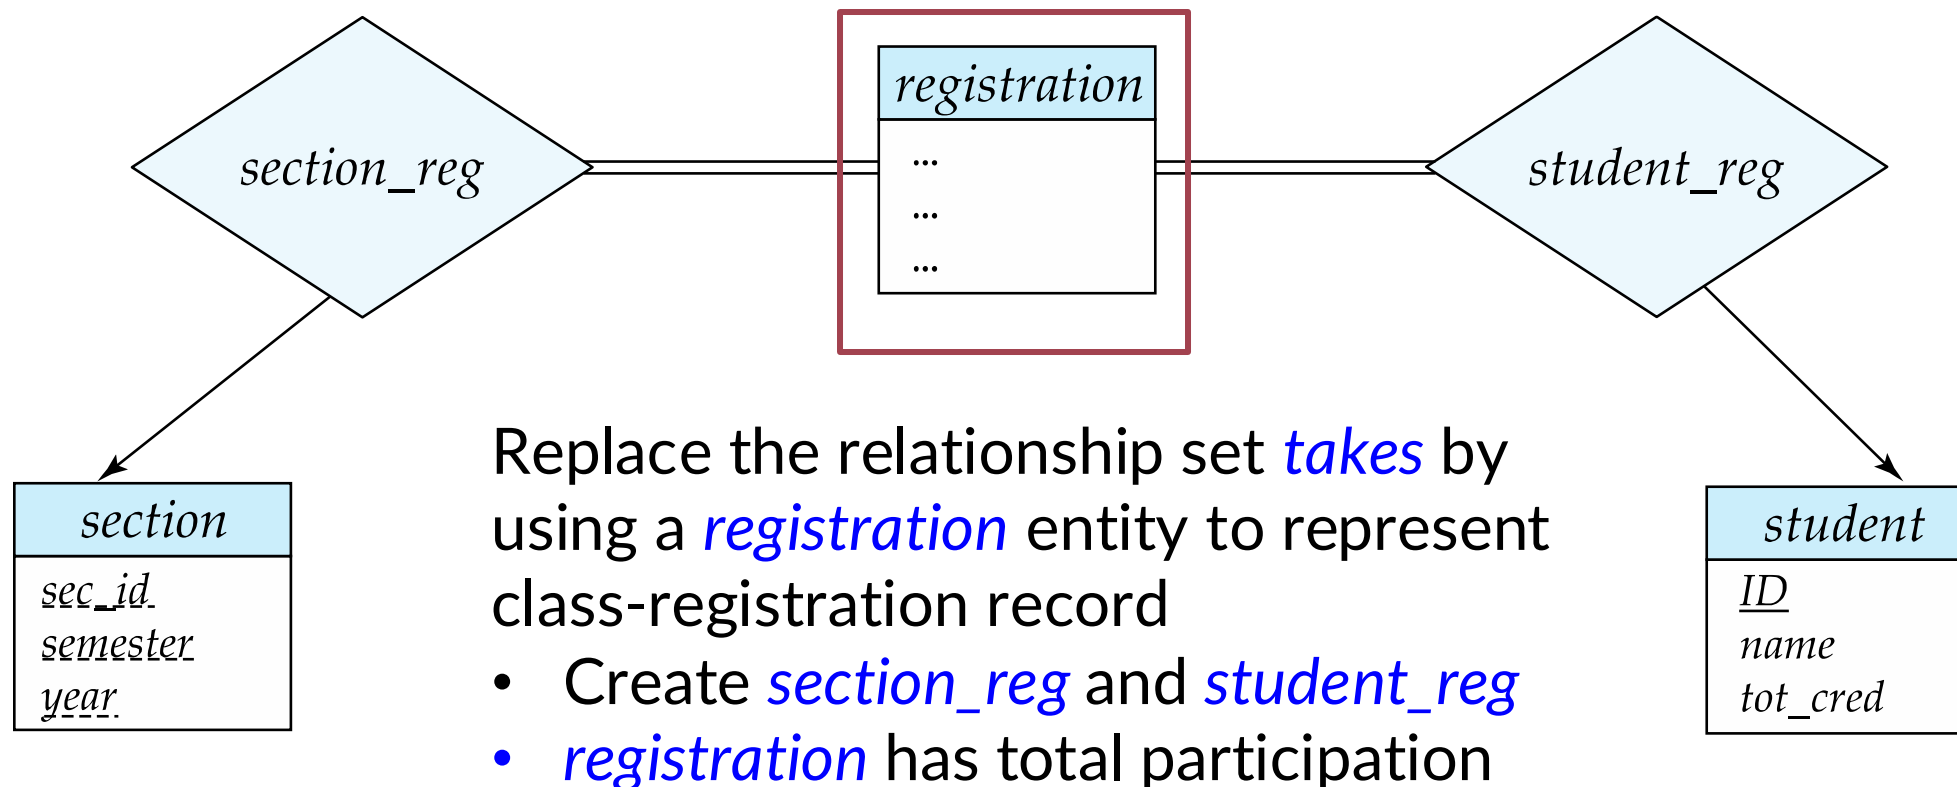 section_reg
registration
...
...
...
student_reg
section
sec_id
semester
year
Replace the relationship set takes by
using a registration entity to represent
class-registration record
• Create section_reg and student_reg
• registration has total participation
student
ID
name
tot_cred